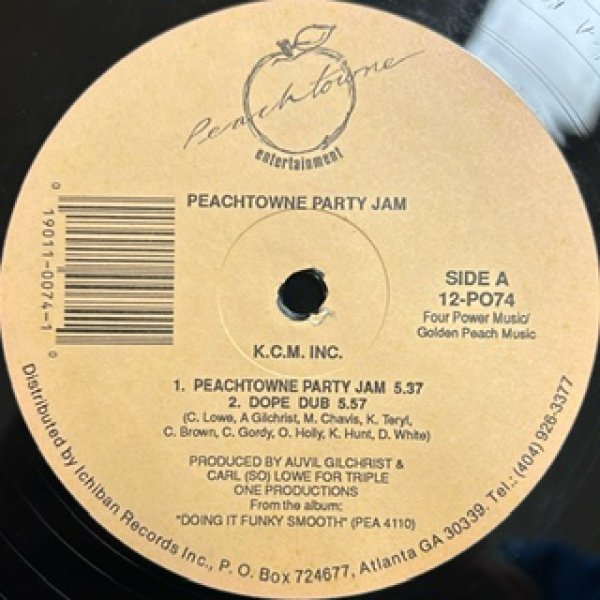 Peachtowne
entertainment
PEACHTOWNE PARTY JAM
0 19011-0074-1 0
SIDE A
12-PO74
Four Power Music/
Golden Peach Music
K.C.M. INC.
1. PEACHTOWNE PARTY JAM 5.37
2. DOPE DUB 5.57
(C. Lowe, A Gilchrist, M. Chavis, K. Teryl,
C. Brown, C. Gordy, O. Holly, K. Hunt, D. White)
PRODUCED BY AUVIL GILCHRIST &
CARL (SO) LOWE FOR TRIPLE
ONE PRODUCTIONS
From the album:
"DOING IT FUNKY SMOOTH" (PEA 4110)
Distributed by Ichiban Records Inc., P. O. Box 724677, Atlanta GA 30339. Tel.: (404) 926-3377